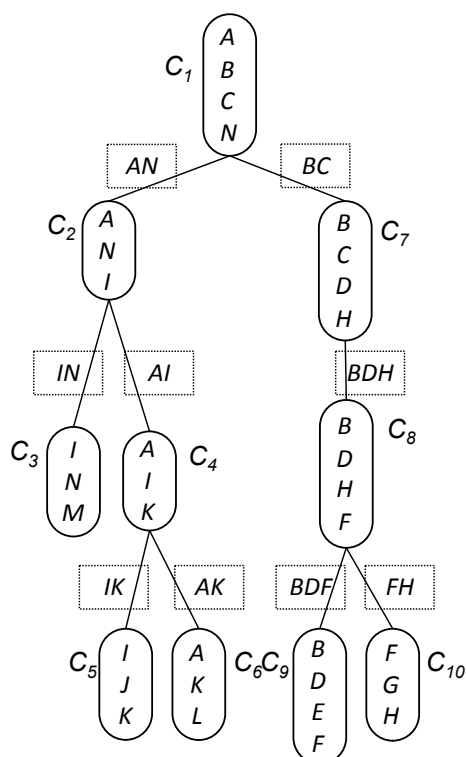 C1
A
B
C
N
AN
BC
C2
A
N
I
B
C
D
H
C7
IN
AI
BDH
C3
I
N
M
A
I
K
C4
B
D
H
F
C8
IK
AK
BDF
FH
C5
I
J
K
A
K
L
C6
C9
B
D
E
F
F
G
H
C10